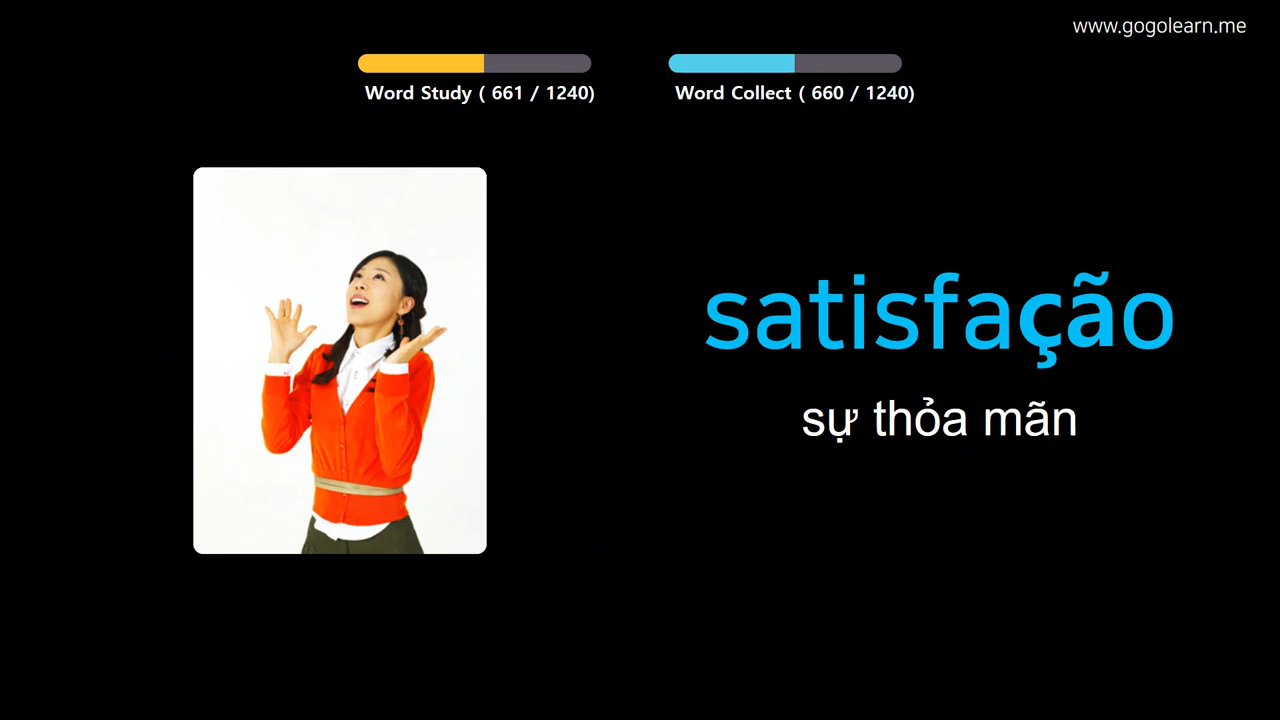 www.gogolearn.me
Word Study ( 661 / 1240)
Word Collect ( 660 / 1240)
satisfação
sự thỏa mãn